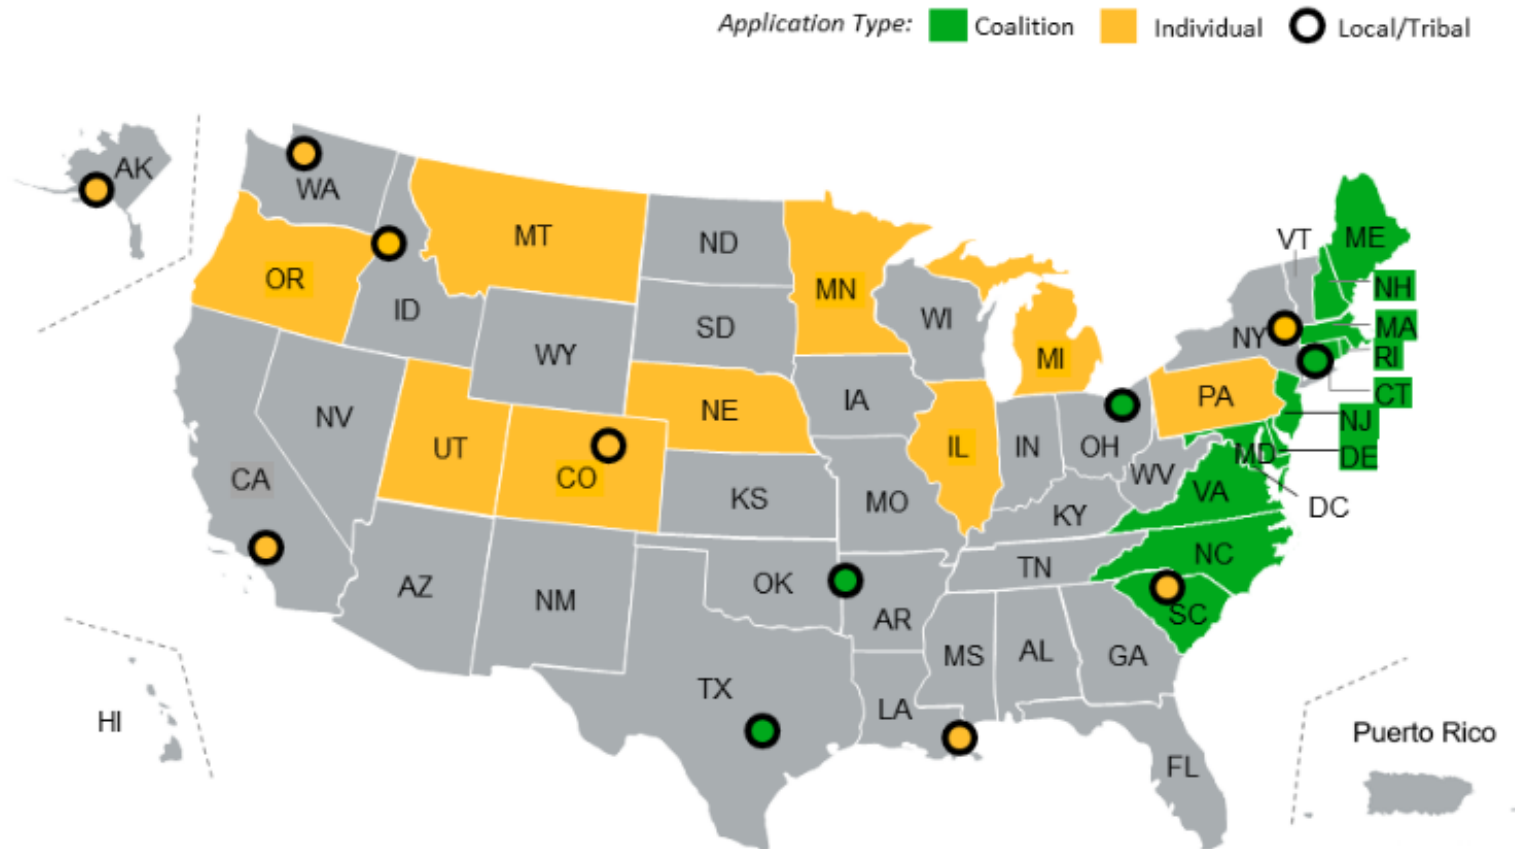 Application Type: Coalition Individual Local/Tribal
AK
WA
MT
ND
MN
VT
ME
OR
ID
SD
WI
NH
NY
MA
WY
MI
RI
NV
UT
CO
NE
IA
IL
IN
OH
PA
CT
NJ
MD
DE
CA
KS
MO
WV
VA
KY
DC
AZ
NM
OK
AR
TN
NC
SC
MS
AL
GA
TX
LA
HI
FL
Puerto Rico